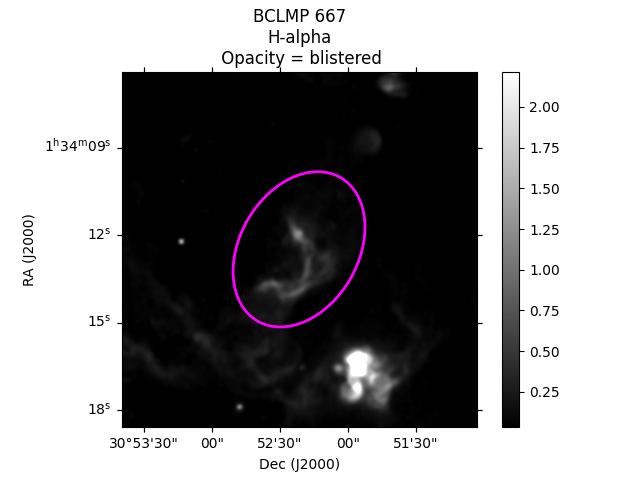 BCLMP 667
H-alpha
Opacity = blistered
RA (J2000)
1ʰ34ᵐ09ˢ
12ˢ
15ˢ
18ˢ
30°53'30" 00" 52'30" 00" 51'30"
Dec (J2000)
2.00
1.75
1.50
1.25
1.00
0.75
0.50
0.25